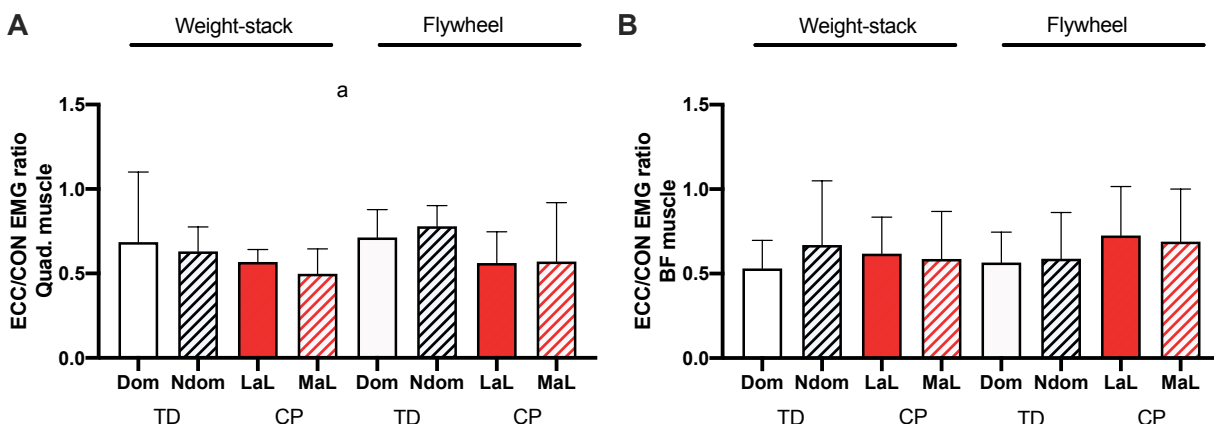 A
Weight-stack
Flywheel
a
ECC/CON EMG ratio
Quad. muscle
1.5
1.0
0.5
0.0
Dom Ndom LaL MaL Dom Ndom LaL MaL
TD CP TD CP
B
Weight-stack
Flywheel
ECC/CON EMG ratio
BF muscle
1.5
1.0
0.5
0.0
Dom Ndom LaL MaL Dom Ndom LaL MaL
TD CP TD CP